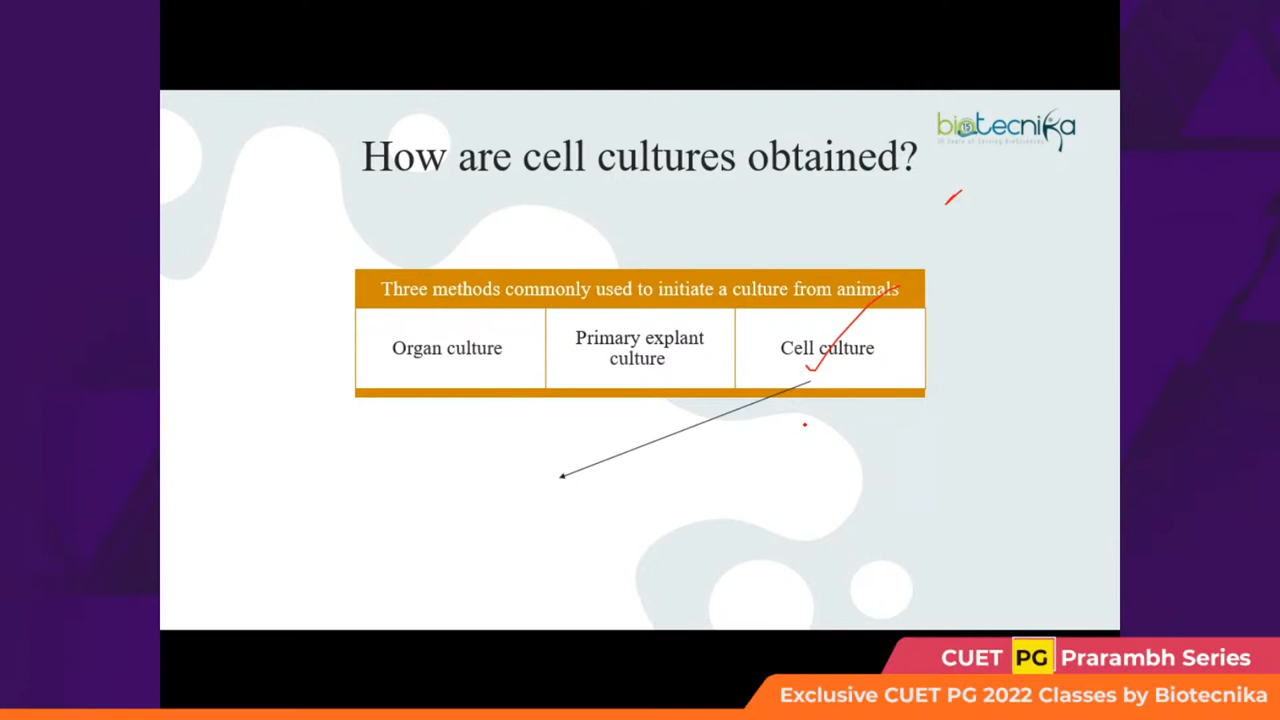 biotecnika
How are cell cultures obtained?
Three methods commonly used to initiate a culture from animals
Organ culture
Primary explant
culture
Cell culture
CUET PG Prarambh Series
Exclusive CUET PG 2022 Classes by Biotecnika